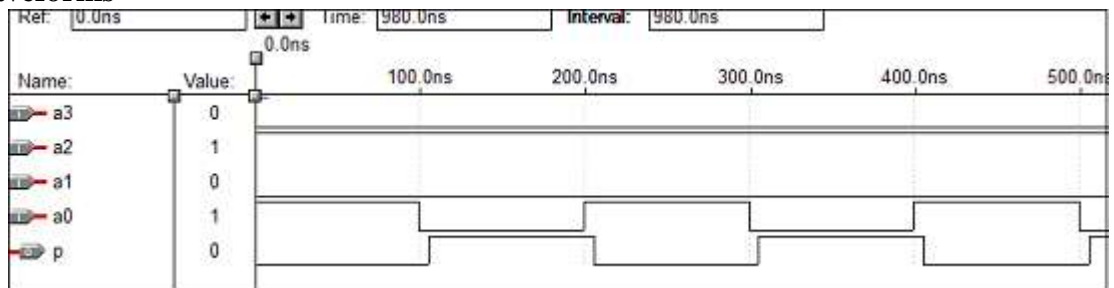 Ref: 0.0ns Time: 980.0ns Interval: 980.0ns
0.0ns
Name: Value: 100.0ns 200.0ns 300.0ns 400.0ns 500.0ns
a3 0
a2 1
a1 0
a0 1
p 0